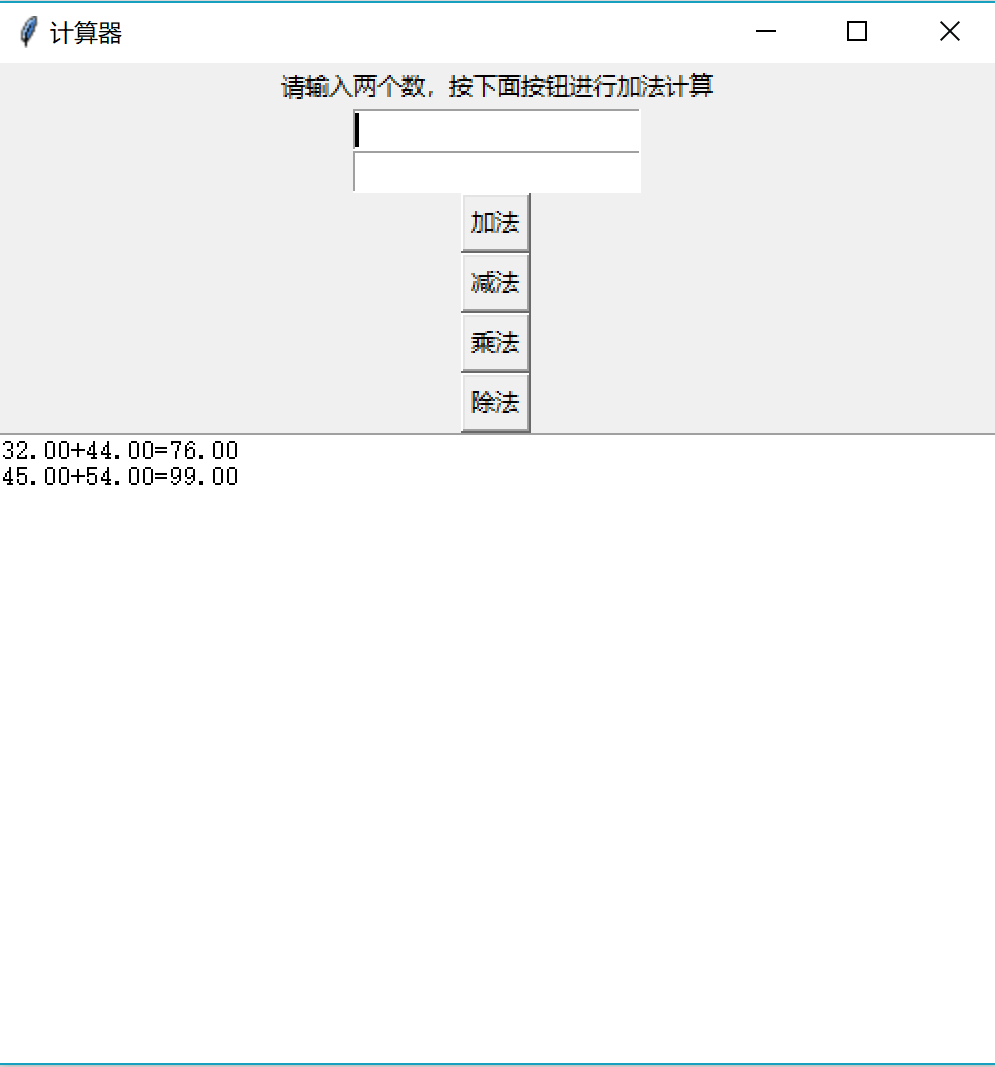 计算器
请输入两个数，按下面按钮进行加法计算
加法
减法
乘法
除法
32.00+44.00=76.00
45.00+54.00=99.00